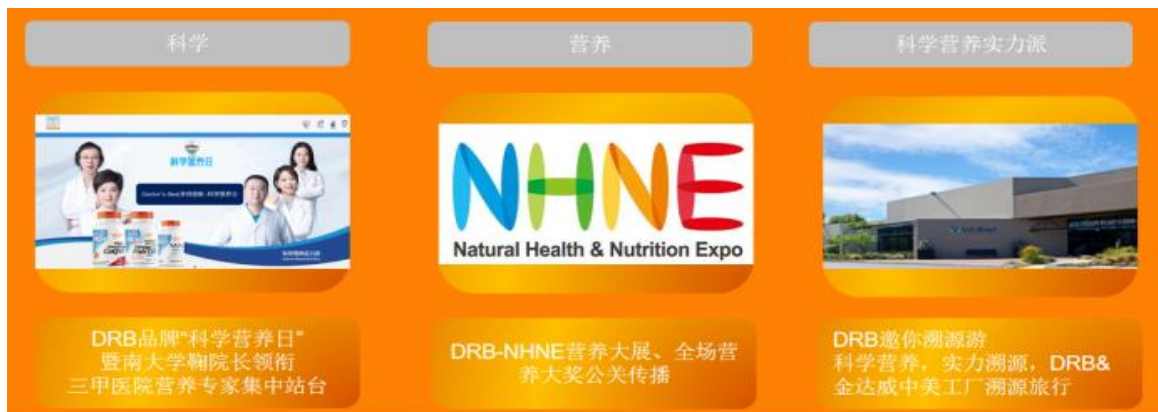 科学
营养
科学营养实力派
科学营养日
NHNE
Natural Health & Nutrition Expo
DRB品牌“科学营养日”
暨南大学鞠院长领衔
三甲医院营养专家集中站台
DRB-NHNE营养大展、全场营
养大奖公关传播
DRB邀你溯源游
科学营养，实力溯源，DRB&
金达威中美工厂溯源旅行